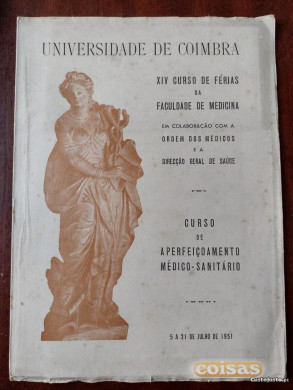 UNIVERSIDADE DE COIMBRA
XIV CURSO DE FÉRIAS
DA
FACULDADE DE MEDICINA
EM COLABORAÇÃO COM A
ORDEM DOS MÉDICOS
E A
DIRECÇÃO GERAL DE SAÚDE
CURSO
DE
APERFEIÇOAMENTO
MÉDICO-SANITÁRIO
5 A 31 DE JULHO DE 1951
coisas